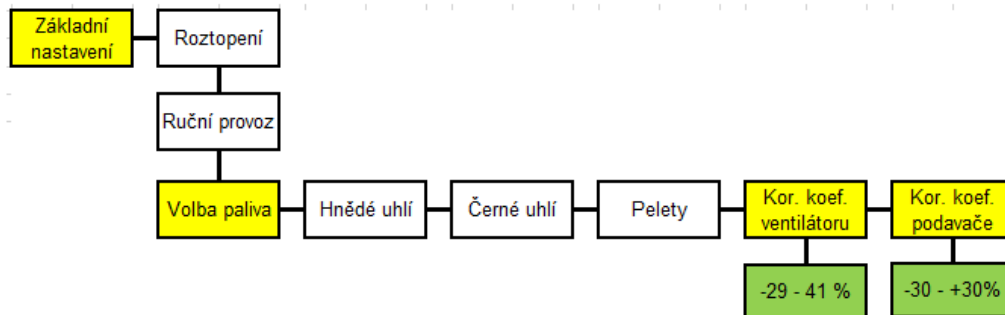 Základní
nastavení
Roztopení
Ruční provoz
Volba paliva
Hnědé uhlí
Černé uhlí
Pelety
Kor. koef.
ventilátoru
Kor. koef.
podavače
-29 - 41 %
-30 - +30%